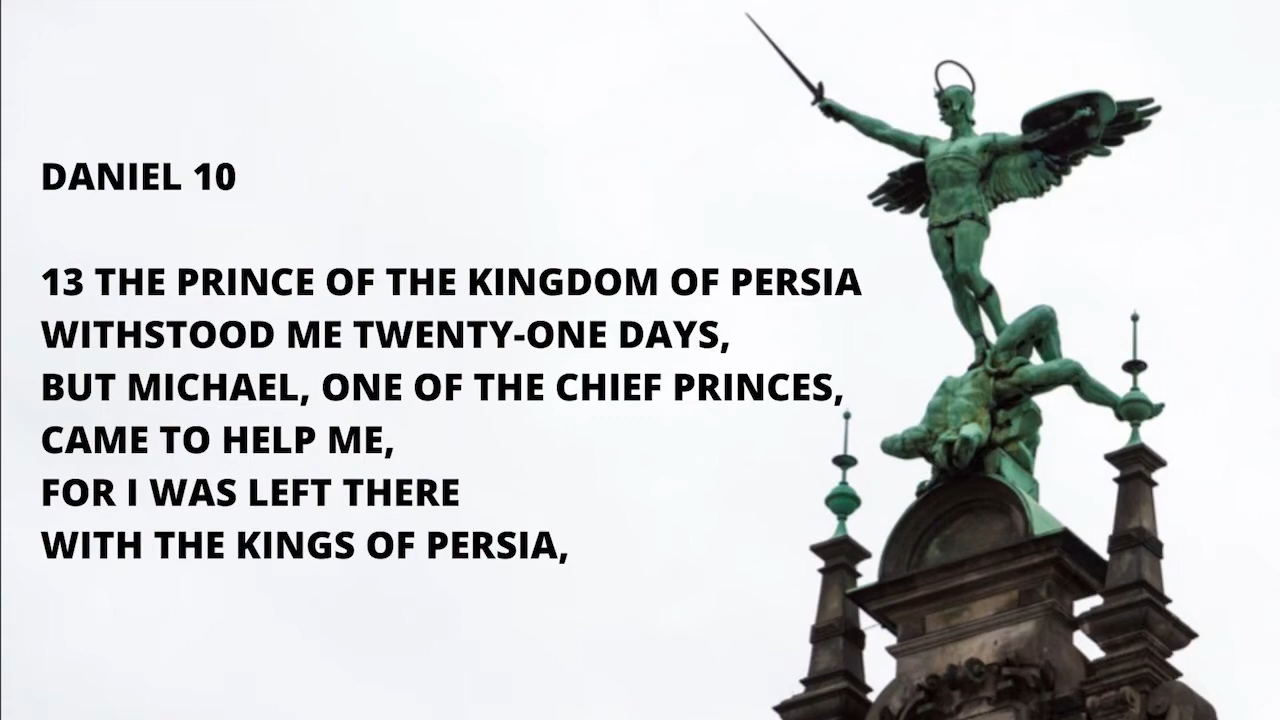 DANIEL 10
13 THE PRINCE OF THE KINGDOM OF PERSIA
WITHSTOOD ME TWENTY-ONE DAYS,
BUT MICHAEL, ONE OF THE CHIEF PRINCES,
CAME TO HELP ME,
FOR I WAS LEFT THERE
WITH THE KINGS OF PERSIA,